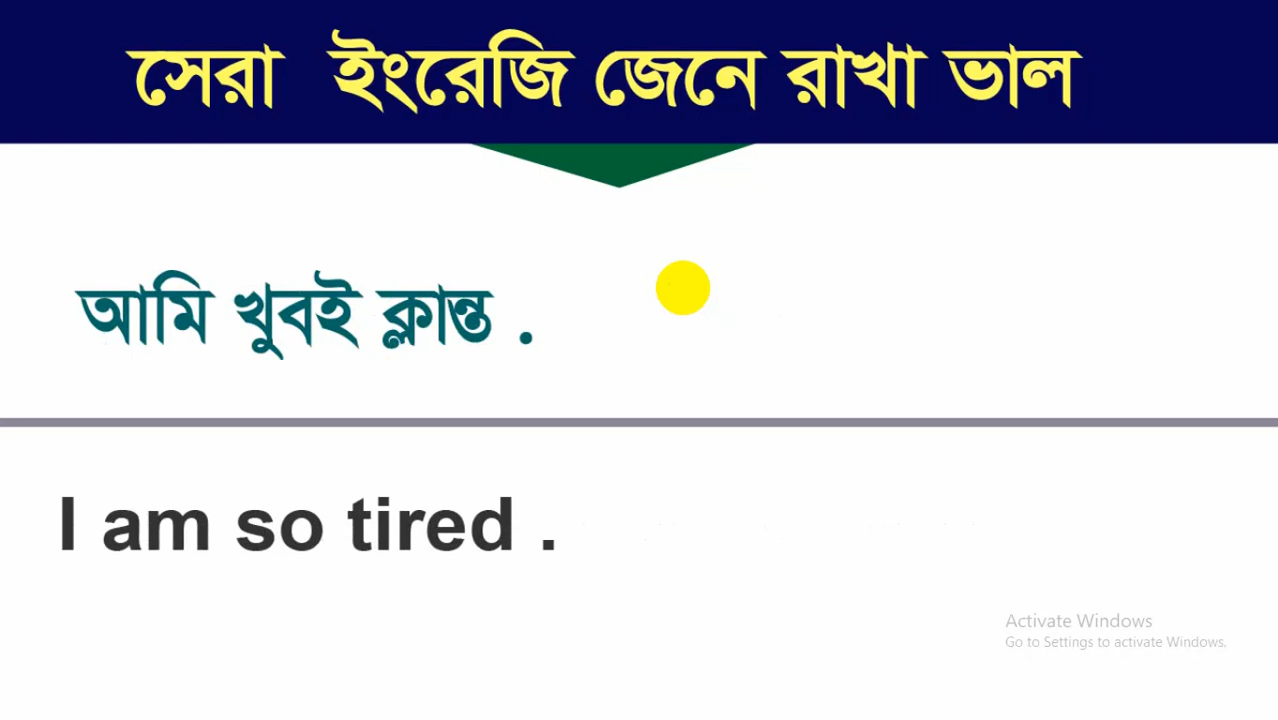 সেরা ইংরেজি জেনে রাখা ভাল
আমি খুবই ক্লান্ত .
I am so tired .
Activate Windows
Go to Settings to activate Windows.